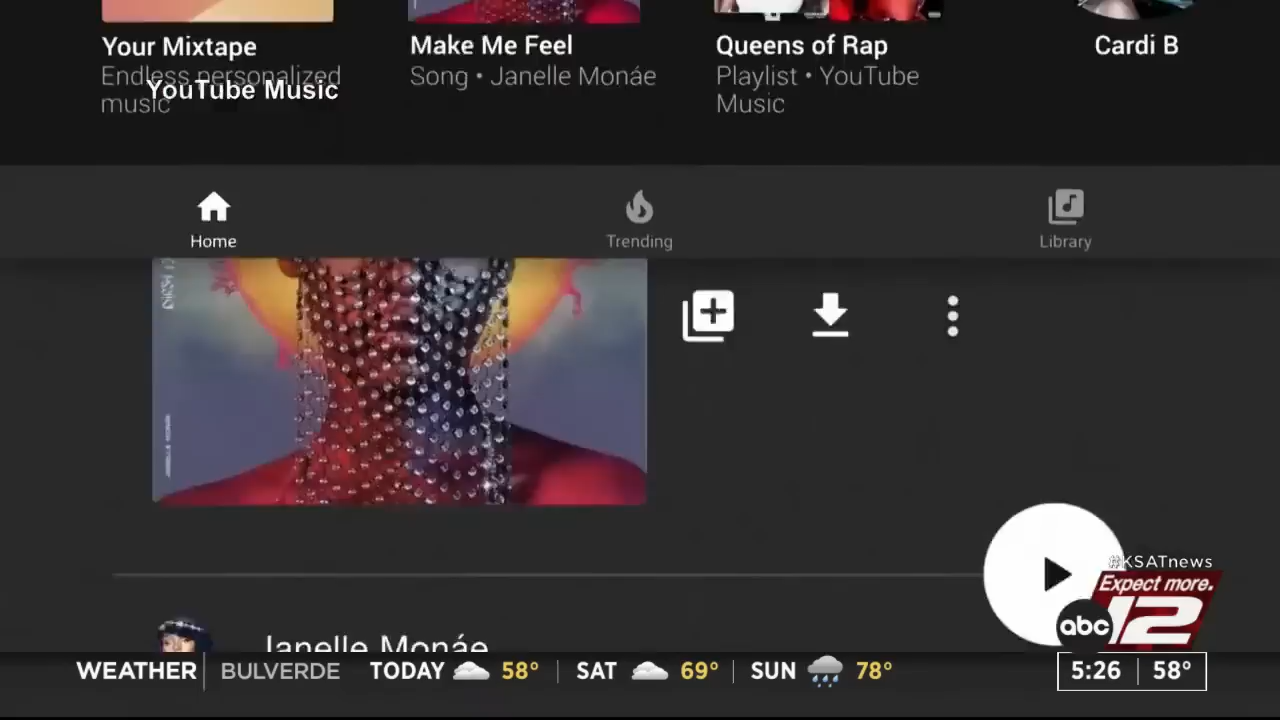 Your Mixtape
Endless personalized
music
YouTube Music
Make Me Feel
Song • Janelle Monáe
Queens of Rap
Playlist • YouTube
Music
Cardi B
Home
Trending
Library
#KSATnews
Expect more.
abc 12
Janelle Monáe
WEATHER BULVERDE TODAY 58° SAT 69° SUN 78° 5:26 58°